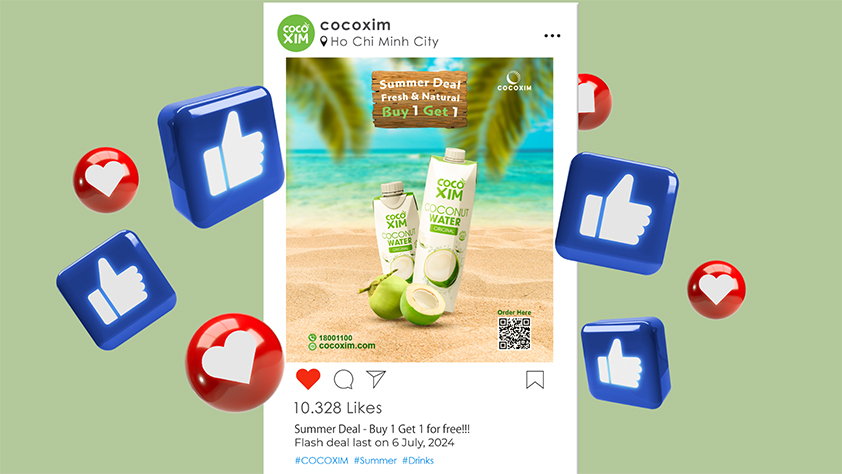 COCO
XIM
cocoxim
Ho Chi Minh City
Summer Deal
Fresh & Natural
Buy 1 Get 1
COCOXIM
COCO
XIM
COCONUT
WATER
ORIGINAL
COCO
XIM
COCONUT
WATER
ORIGINAL
Order Here
18001100
cocoxim.com
10.328 Likes
Summer Deal - Buy 1 Get 1 for free!!!
Flash deal last on 6 July, 2024
#COCOXIM #Summer #Drinks